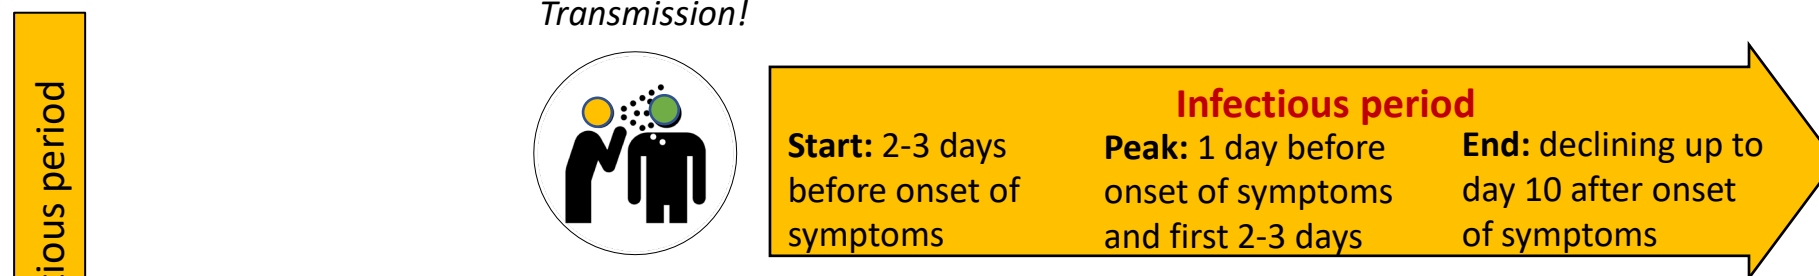 Transmission!
period
Infectious period
Start: 2-3 days
before onset of
symptoms
Peak: 1 day before
onset of symptoms
and first 2-3 days
End: declining up to
day 10 after onset
of symptoms